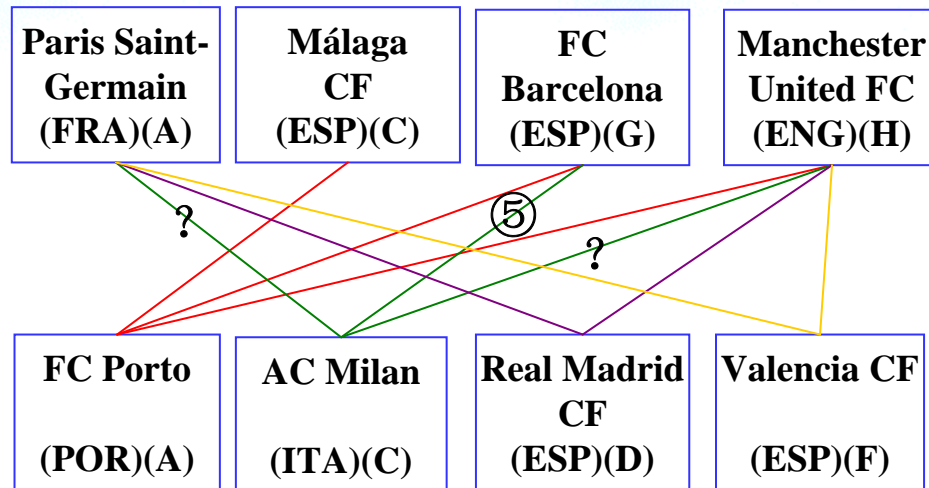 Paris Saint-
Germain
(FRA)(A)
Málaga
CF
(ESP)(C)
FC
Barcelona
(ESP)(G)
Manchester
United FC
(ENG)(H)
?
⑤
?
FC Porto
(POR)(A)
AC Milan
(ITA)(C)
Real Madrid
CF
(ESP)(D)
Valencia CF
(ESP)(F)